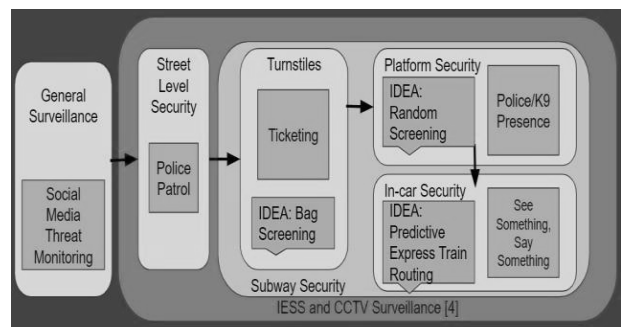 General
Surveillance
Social
Media
Threat
Monitoring
Street
Level
Security
Police
Patrol
Turnstiles
Ticketing
IDEA: Bag
Screening
Platform Security
IDEA:
Random
Screening
Police/K9
Presence
In-car Security
IDEA:
Predictive
Express Train
Routing
See
Something,
Say
Something
Subway Security
IESS and CCTV Surveillance [4]